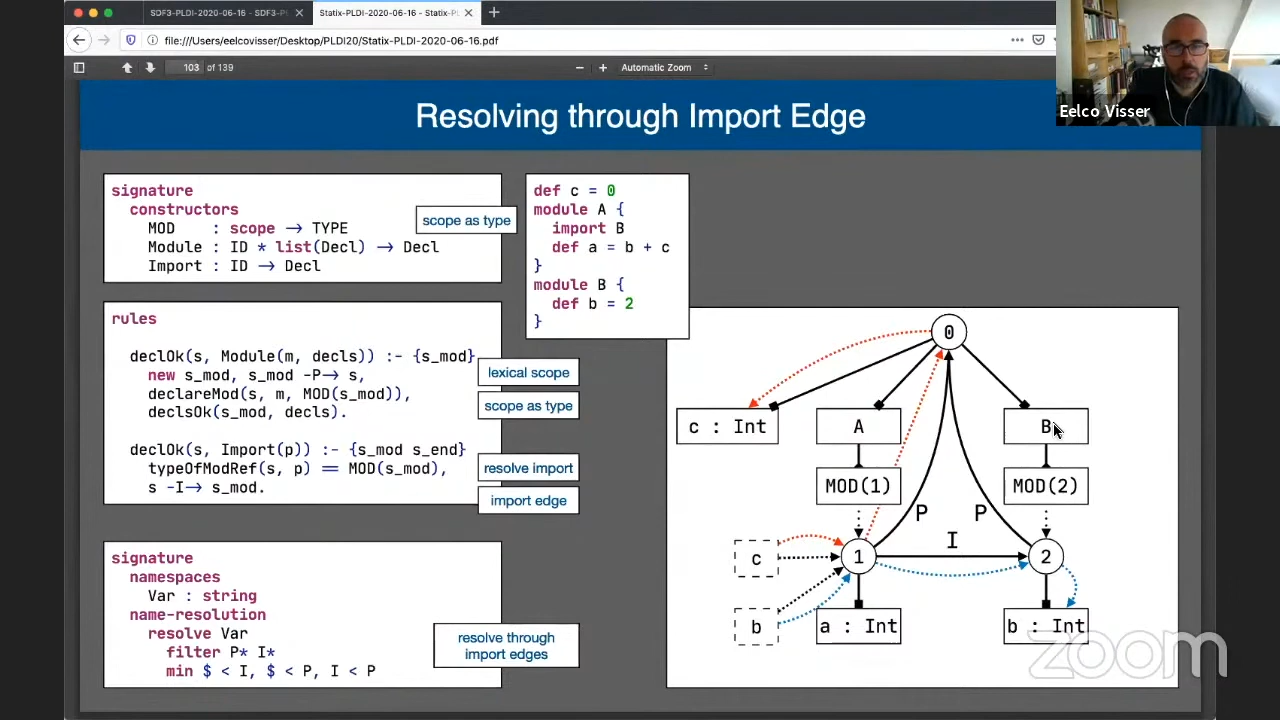 SDF3-PLDI-2020-06-16 - SDF3-P
Statix-PLDI-2020-06-16 - Statix-PL
file:///Users/eelcovisser/Desktop/PLDI20/Statix-PLDI-2020-06-16.pdf
103 of 139
Automatic Zoom
Eelco Visser
Resolving through Import Edge
signature
constructors
MOD : scope → TYPE
Module : ID * list(Decl) → Decl
Import : ID → Decl
scope as type
def c = 0
module A {
import B
def a = b + c
}
module B {
def b = 2
}
rules
declOk(s, Module(m, decls)) :- {s_mod}
new s_mod, s_mod -P→ s,
declareMod(s, m, MOD(s_mod)),
declsOk(s_mod, decls).
lexical scope
scope as type
declOk(s, Import(p)) :- {s_mod s_end}
typeOfModRef(s, p) == MOD(s_mod),
s -I→ s_mod.
resolve import
import edge
signature
namespaces
Var : string
name-resolution
resolve Var
filter P* I*
min $ < I, $ < P, I < P
resolve through
import edges
0
c : Int
A
B
MOD(1)
MOD(2)
P
P
I
c
1
2
b
a : Int
b : Int
zoom